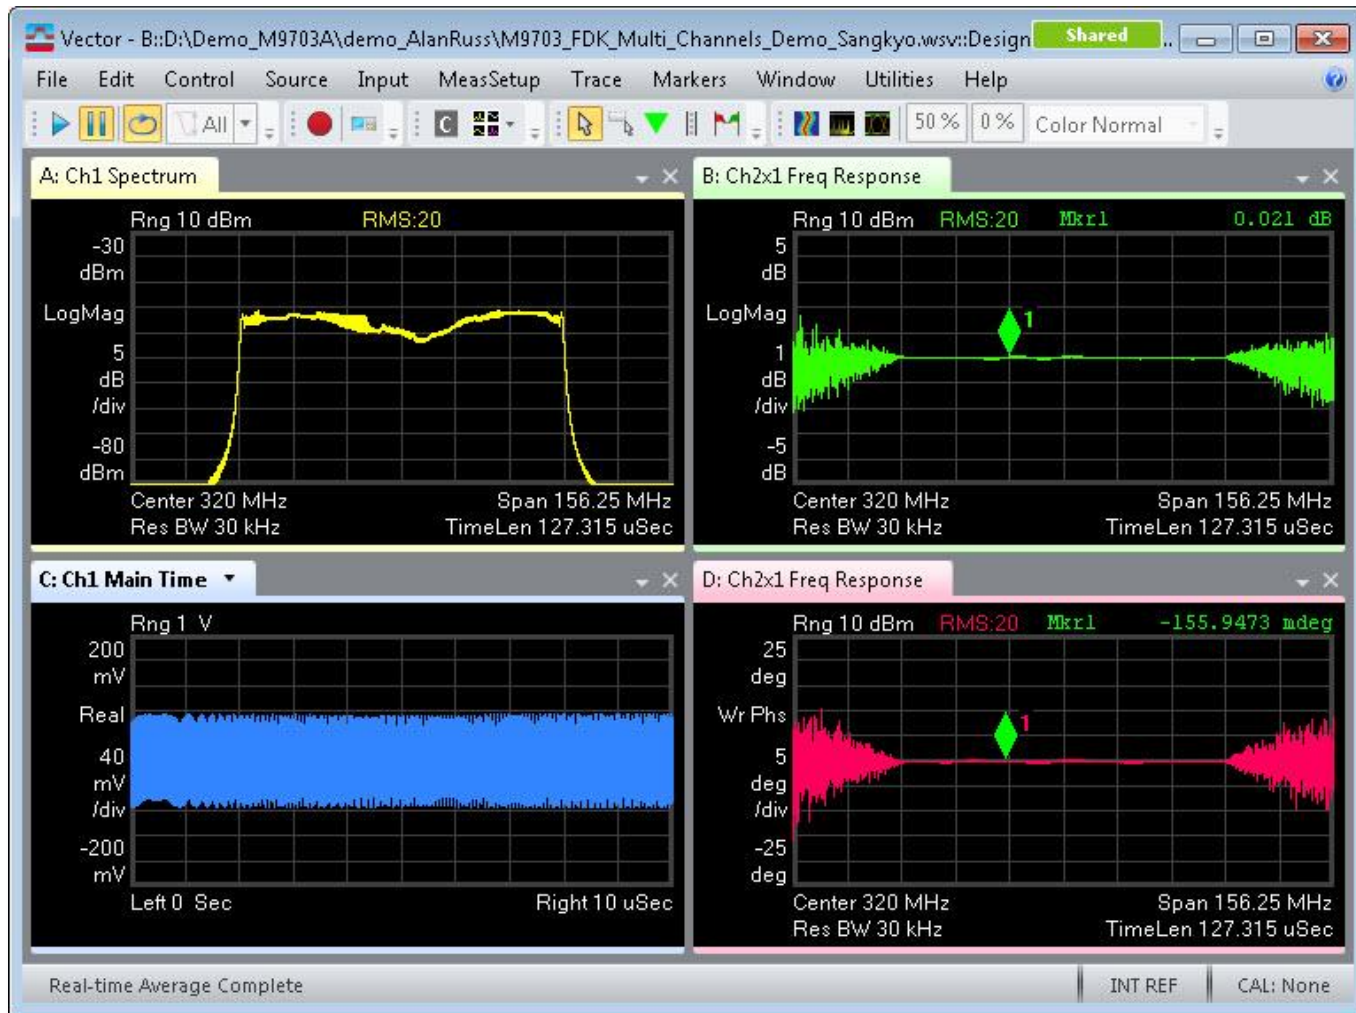 Vector - B::D:\Demo_M9703A\demo_AlanRuss\M9703_FDK_Multi_Channels_Demo_Sangkyo.wsv::Design Shared ..
File Edit Control Source Input MeasSetup Trace Markers Window Utilities Help
All C 50 % 0 % Color Normal
A: Ch1 Spectrum
Rng 10 dBm RMS:20
-30
dBm
LogMag
5
dB
/div
-80
dBm
Center 320 MHz Span 156.25 MHz
Res BW 30 kHz TimeLen 127.315 uSec
B: Ch2x1 Freq Response
Rng 10 dBm RMS:20 Mkr1 0.021 dB
5
dB
LogMag
1
1
dB
/div
-5
dB
Center 320 MHz Span 156.25 MHz
Res BW 30 kHz TimeLen 127.315 uSec
C: Ch1 Main Time
Rng 1 V
200
mV
Real
40
mV
/div
-200
mV
Left 0 Sec Right 10 uSec
D: Ch2x1 Freq Response
Rng 10 dBm RMS:20 Mkr1 -155.9473 mdeg
25
deg
Wr Phs
1
5
deg
/div
-25
deg
Center 320 MHz Span 156.25 MHz
Res BW 30 kHz TimeLen 127.315 uSec
Real-time Average Complete INT REF CAL: None